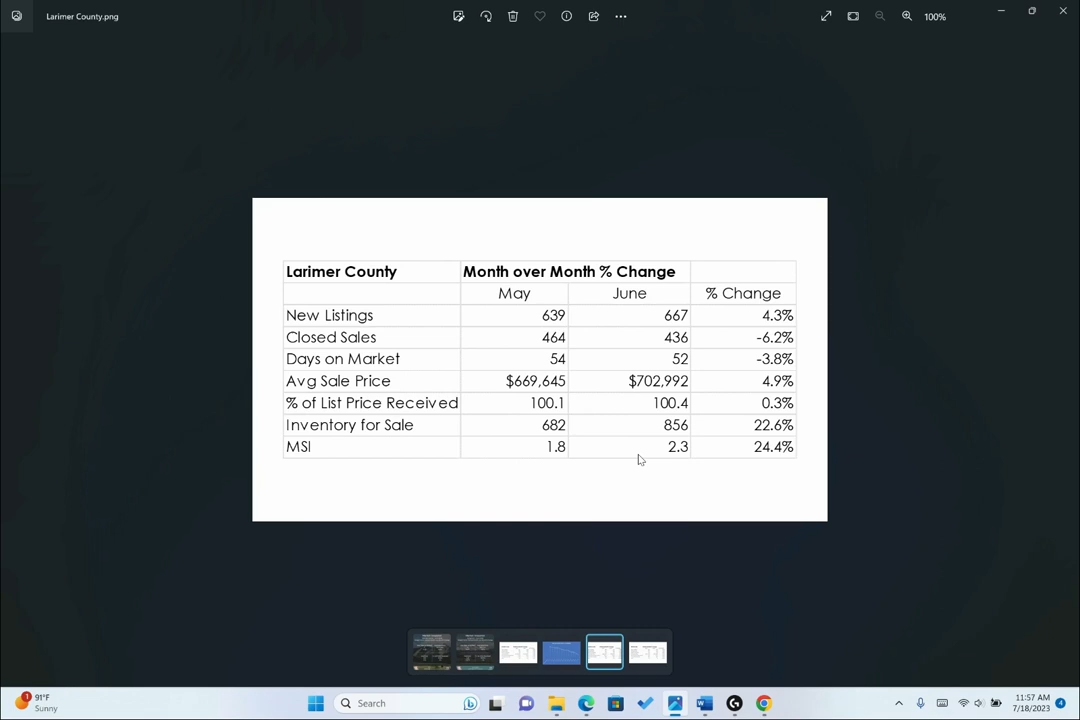 Larimer County.png
100%
Larimer County Month over Month % Change
May June % Change
New Listings 639 667 4.3%
Closed Sales 464 436 -6.2%
Days on Market 54 52 -3.8%
Avg Sale Price $669,645 $702,992 4.9%
% of List Price Received 100.1 100.4 0.3%
Inventory for Sale 682 856 22.6%
MSI 1.8 2.3 24.4%
1
91°F
Sunny
Search
11:57 AM
7/18/2023
4